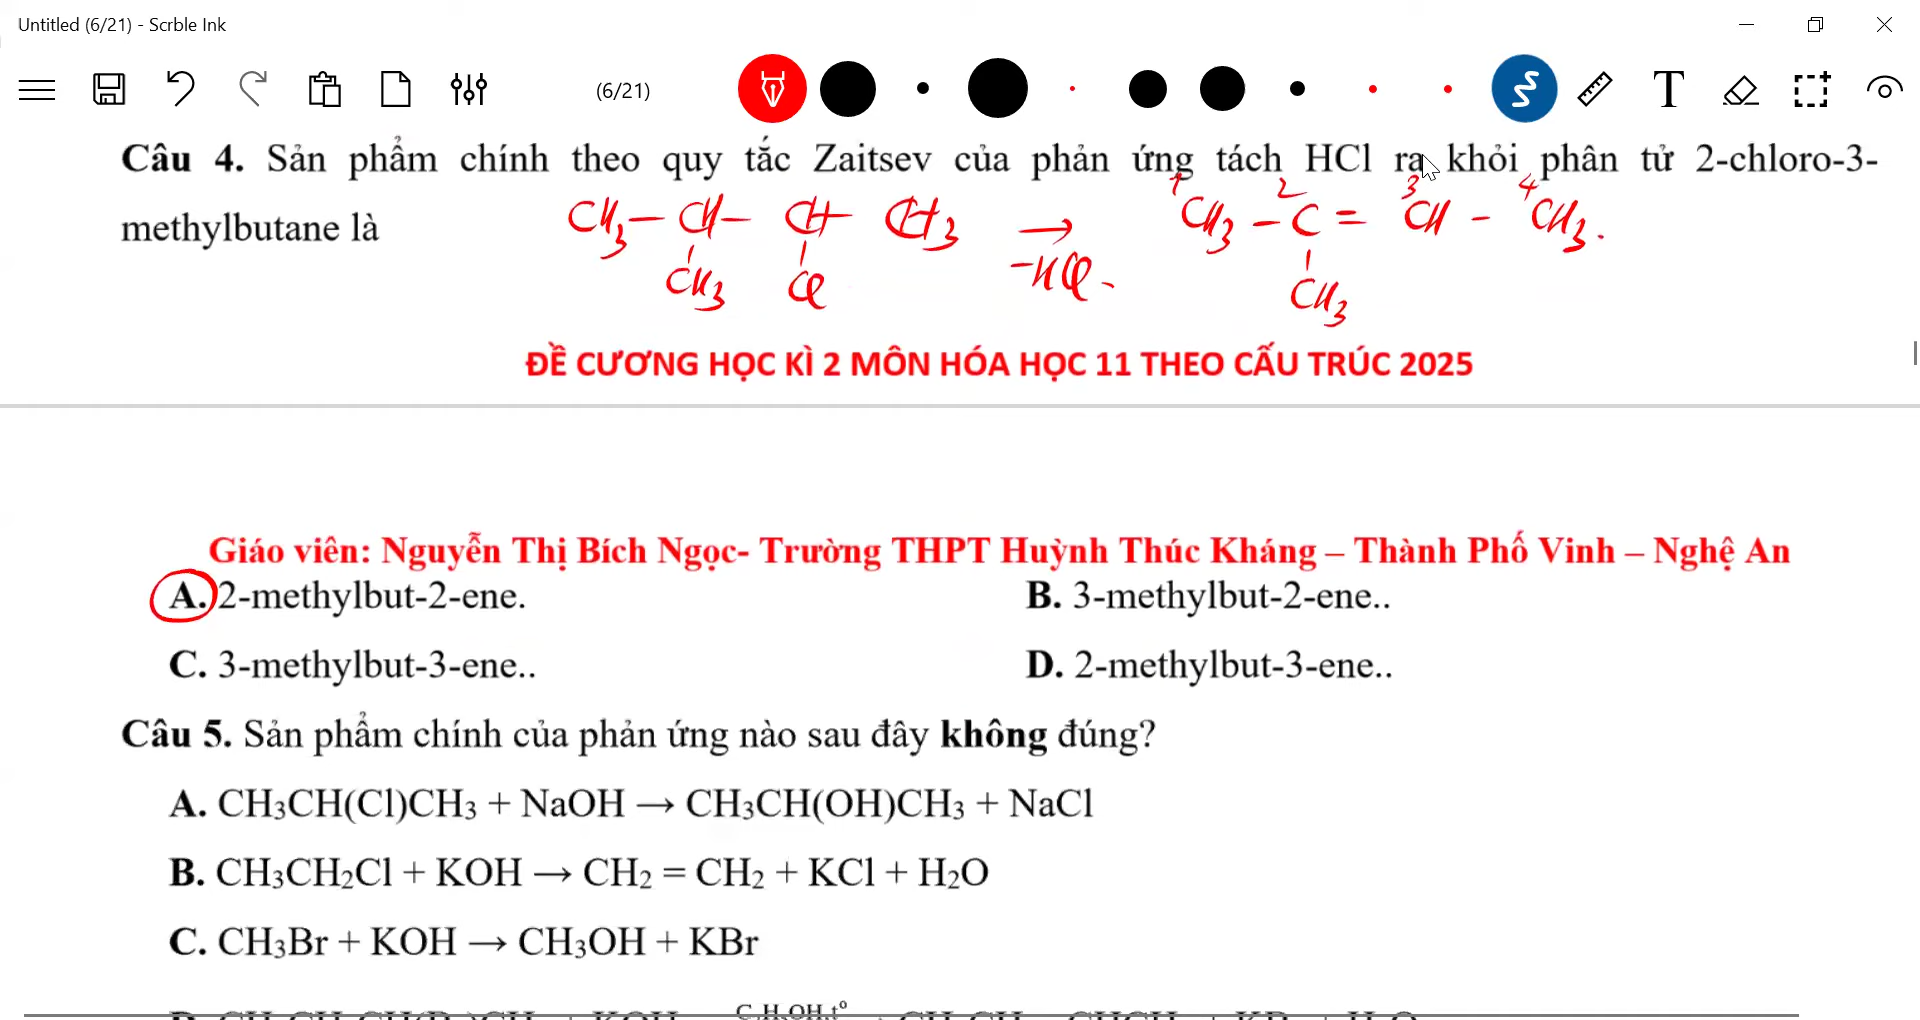 Untitled (6/21) - Scrble Ink
(6/21)
T
Câu 4. Sản phẩm chính theo quy tắc Zaitsev của phản ứng tách HCl ra khỏi phân tử 2-chloro-3-
methylbutane là
CH₃ – CH – CH – CH₃ → ¹CH₃ – ²C = ³CH – ⁴CH₃.
CH₃ Cl -HCl. CH₃
ĐỀ CƯƠNG HỌC KÌ 2 MÔN HÓA HỌC 11 THEO CẤU TRÚC 2025
Giáo viên: Nguyễn Thị Bích Ngọc- Trường THPT Huỳnh Thúc Kháng – Thành Phố Vinh – Nghệ An
A. 2-methylbut-2-ene. B. 3-methylbut-2-ene..
C. 3-methylbut-3-ene.. D. 2-methylbut-3-ene..
Câu 5. Sản phẩm chính của phản ứng nào sau đây không đúng?
A. CH₃CH(Cl)CH₃ + NaOH → CH₃CH(OH)CH₃ + NaCl
B. CH₃CH₂Cl + KOH → CH₂ = CH₂ + KCl + H₂O
C. CH₃Br + KOH → CH₃OH + KBr